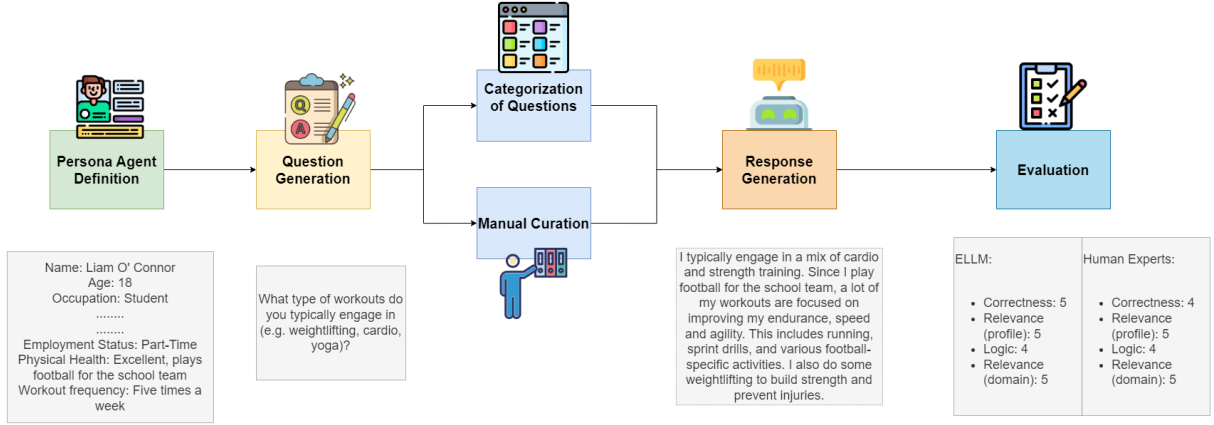 Persona Agent
Definition
Question
Generation
Categorization
of Questions
Manual Curation
Response
Generation
Evaluation
Q
A
Name: Liam O' Connor
Age: 18
Occupation: Student
........
........
Employment Status: Part-Time
Physical Health: Excellent, plays
football for the school team
Workout frequency: Five times a
week
What type of workouts do
you typically engage in
(e.g. weightlifting, cardio,
yoga)?
I typically engage in a mix of cardio
and strength training. Since I play
football for the school team, a lot of
my workouts are focused on
improving my endurance, speed
and agility. This includes running,
sprint drills, and various football-
specific activities. I also do some
weightlifting to build strength and
prevent injuries.
ELLM:
• Correctness: 5
• Relevance
(profile): 5
• Logic: 4
• Relevance
(domain): 5
Human Experts:
• Correctness: 4
• Relevance
(profile): 5
• Logic: 4
• Relevance
(domain): 5